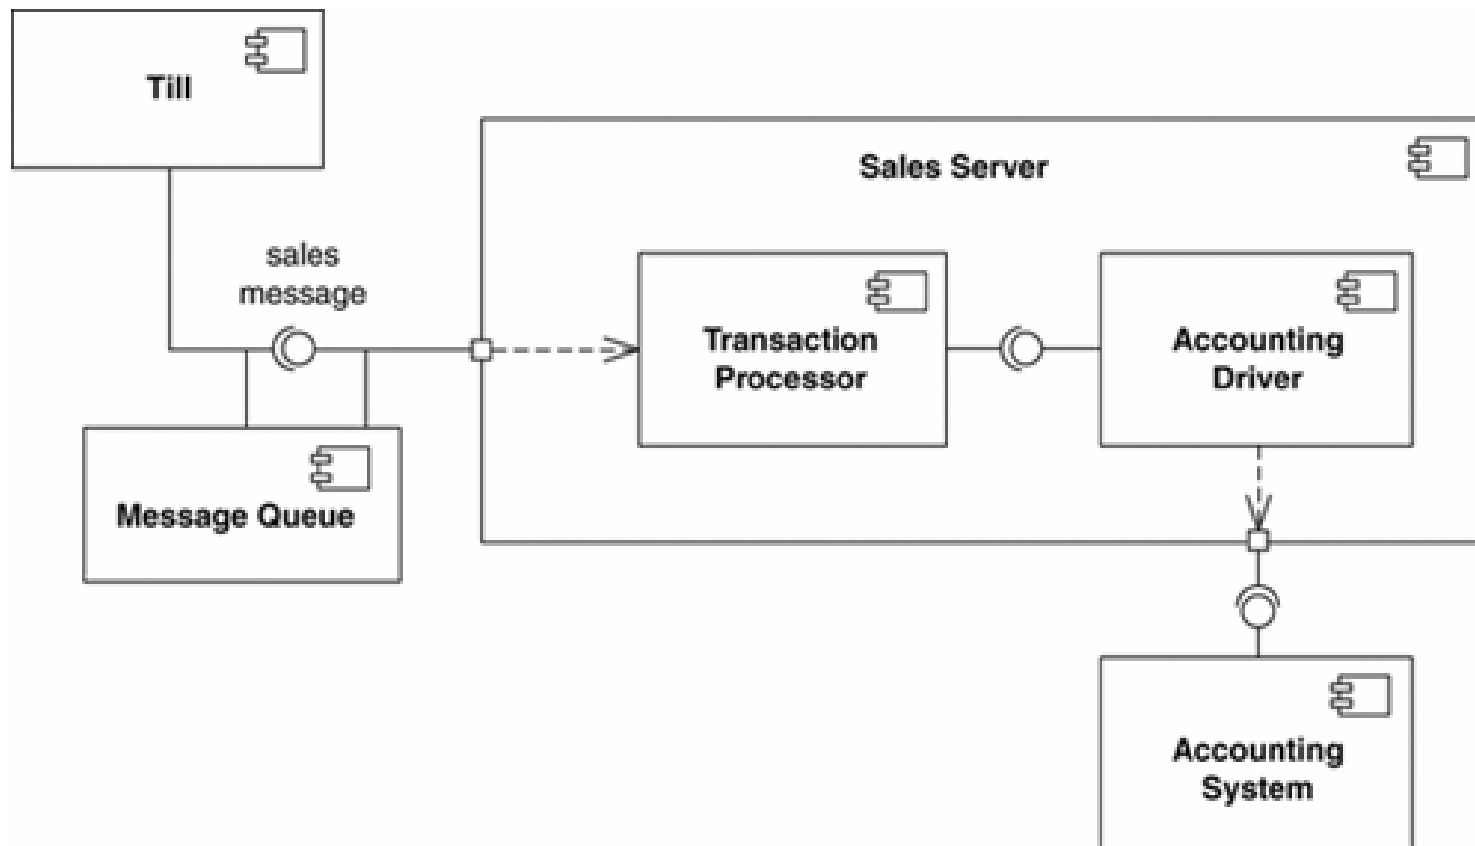 Till
Sales Server
sales
message
Transaction
Processor
Accounting
Driver
Message Queue
Accounting
System